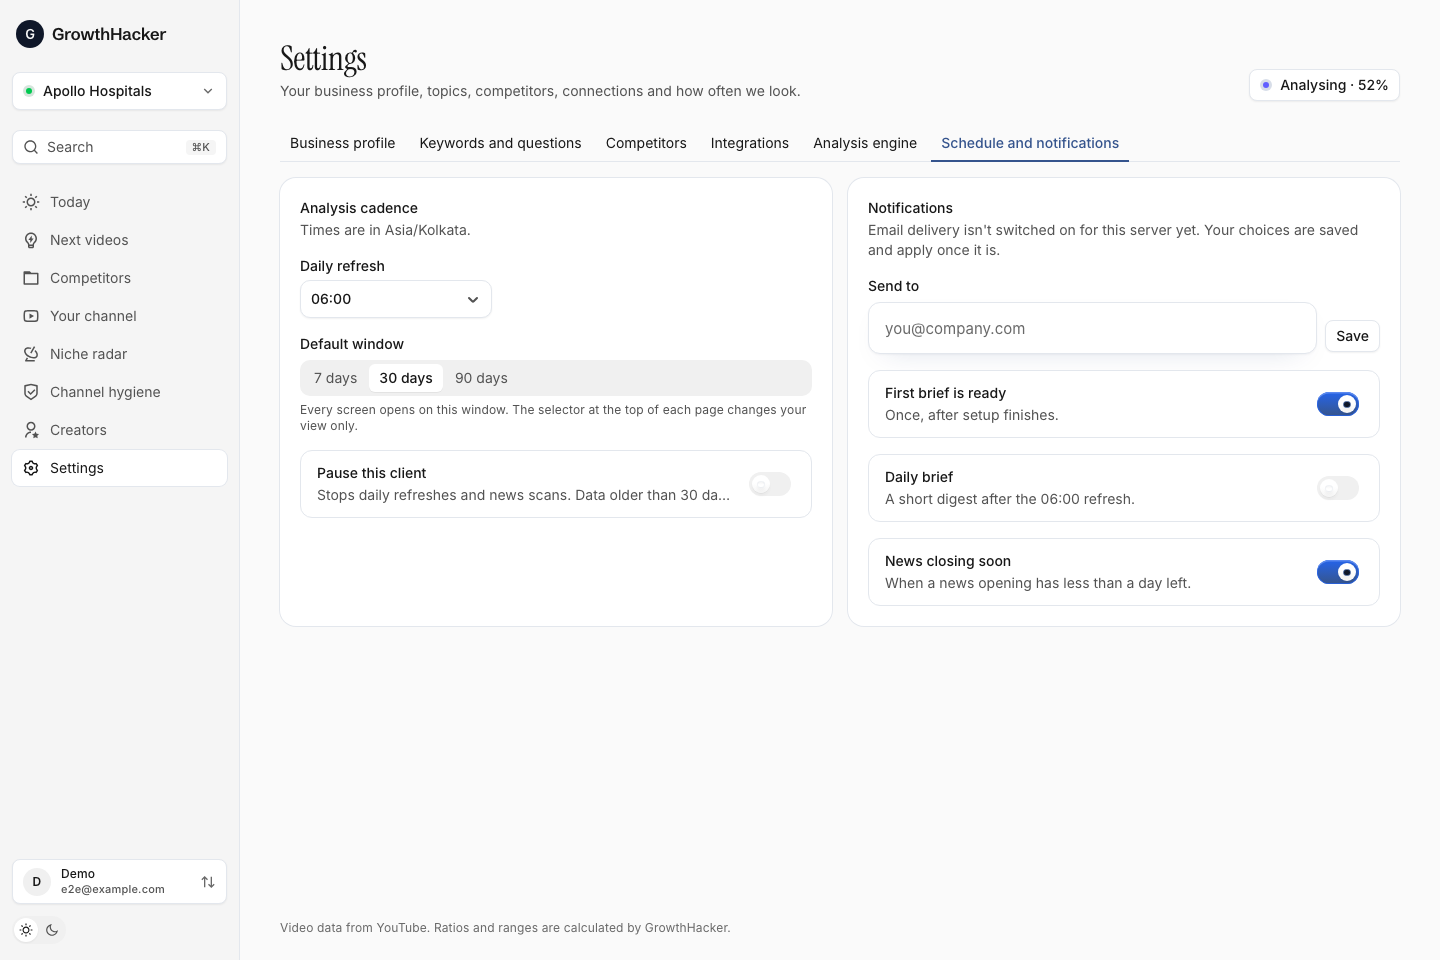 G GrowthHacker
Apollo Hospitals
Search ⌘K
Today
Next videos
Competitors
Your channel
Niche radar
Channel hygiene
Creators
Settings
D Demo
e2e@example.com
Settings
Your business profile, topics, competitors, connections and how often we look.
Analysing · 52%
Business profile Keywords and questions Competitors Integrations Analysis engine Schedule and notifications
Analysis cadence
Times are in Asia/Kolkata.
Daily refresh
06:00
Default window
7 days 30 days 90 days
Every screen opens on this window. The selector at the top of each page changes your
view only.
Pause this client
Stops daily refreshes and news scans. Data older than 30 da...
Notifications
Email delivery isn't switched on for this server yet. Your choices are saved
and apply once it is.
Send to
you@company.com Save
First brief is ready
Once, after setup finishes.
Daily brief
A short digest after the 06:00 refresh.
News closing soon
When a news opening has less than a day left.
Video data from YouTube. Ratios and ranges are calculated by GrowthHacker.